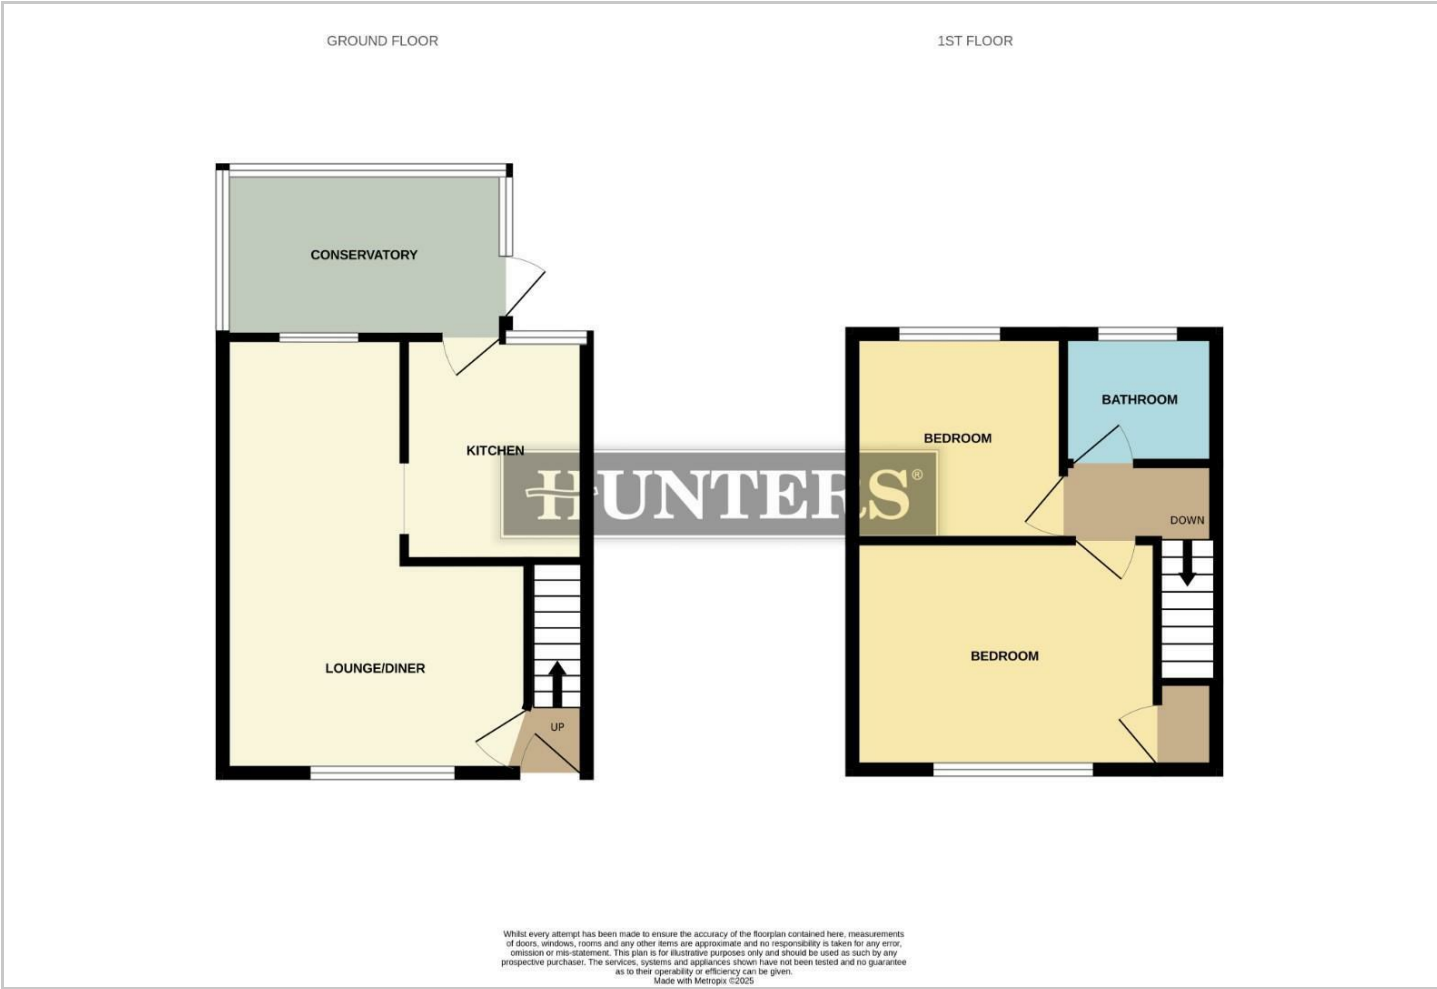 GROUND FLOOR
1ST FLOOR
CONSERVATORY
KITCHEN
LOUNGE/DINER
UP
BEDROOM
BATHROOM
DOWN
BEDROOM
HUNTERS®
Whilst every attempt has been made to ensure the accuracy of the floorplan contained here, measurements
of doors, windows, rooms and any other items are approximate and no responsibility is taken for any error,
omission or mis-statement. This plan is for illustrative purposes only and should be used as such by any
prospective purchaser. The services, systems and appliances shown have not been tested and no guarantee
as to their operability or efficiency can be given.
Made with Metropix ©2025